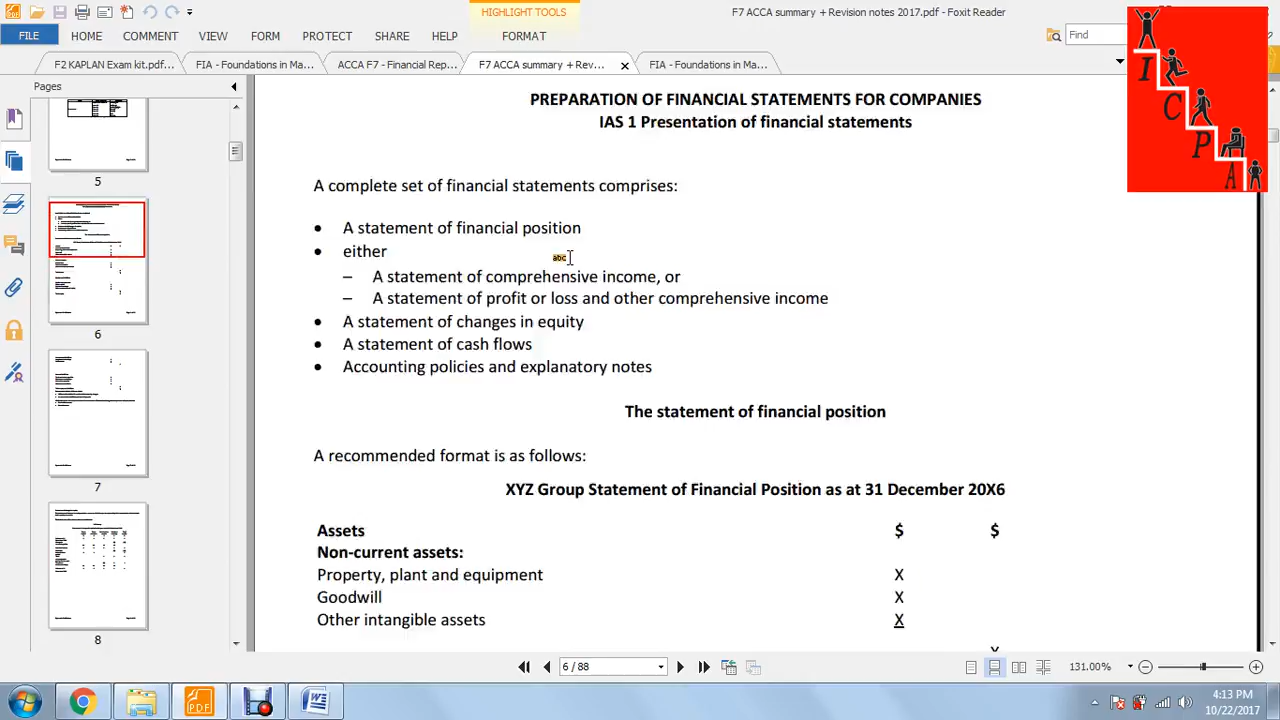 HIGHLIGHT TOOLS
F7 ACCA summary + Revision notes 2017.pdf - Foxit Reader
FILE HOME COMMENT VIEW FORM PROTECT SHARE HELP FORMAT Find
F2 KAPLAN Exam kit.pdf... FIA - Foundations in Ma... ACCA F7 - Financial Rep... F7 ACCA summary + Rev... FIA - Foundations in Ma...
Pages
5
6
7
8
I
C
P
A
PREPARATION OF FINANCIAL STATEMENTS FOR COMPANIES
IAS 1 Presentation of financial statements
A complete set of financial statements comprises:
• A statement of financial position
• either
abc
– A statement of comprehensive income, or
– A statement of profit or loss and other comprehensive income
• A statement of changes in equity
• A statement of cash flows
• Accounting policies and explanatory notes
The statement of financial position
A recommended format is as follows:
XYZ Group Statement of Financial Position as at 31 December 20X6
Assets $ $
Non-current assets:
Property, plant and equipment X
Goodwill X
Other intangible assets X
6 / 88
131.00%
PDF
4:13 PM
10/22/2017